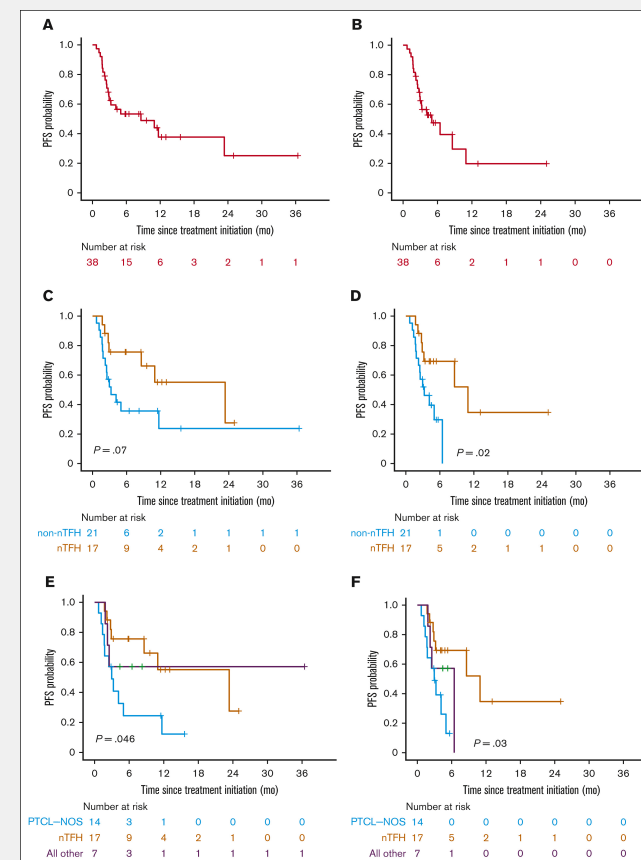 A
PFS probability
1.0
0.8
0.6
0.4
0.2
0
0 6 12 18 24 30 36
Time since treatment initiation (mo)
Number at risk
38 15 6 3 2 1 1
B
PFS probability
1.0
0.8
0.6
0.4
0.2
0
0 6 12 18 24 30 36
Time since treatment initiation (mo)
Number at risk
38 6 2 1 1 0 0
C
PFS probability
1.0
0.8
0.6
0.4
0.2
0
P = .07
0 6 12 18 24 30 36
Time since treatment initiation (mo)
Number at risk
non-nTFH 21 6 2 1 1 1 1
nTFH 17 9 4 2 1 0 0
D
PFS probability
1.0
0.8
0.6
0.4
0.2
0
P = .02
0 6 12 18 24 30 36
Time since treatment initiation (mo)
Number at risk
non-nTFH 21 1 0 0 0 0 0
nTFH 17 5 2 1 1 0 0
E
PFS probability
1.0
0.8
0.6
0.4
0.2
0
P = .046
0 6 12 18 24 30 36
Time since treatment initiation (mo)
Number at risk
PTCL–NOS 14 3 1 0 0 0 0
nTFH 17 9 4 2 1 0 0
All other 7 3 1 1 1 1 1
F
PFS probability
1.0
0.8
0.6
0.4
0.2
0
P = .03
0 6 12 18 24 30 36
Time since treatment initiation (mo)
Number at risk
PTCL–NOS 14 0 0 0 0 0 0
nTFH 17 5 2 1 1 0 0
All other 7 1 0 0 0 0 0